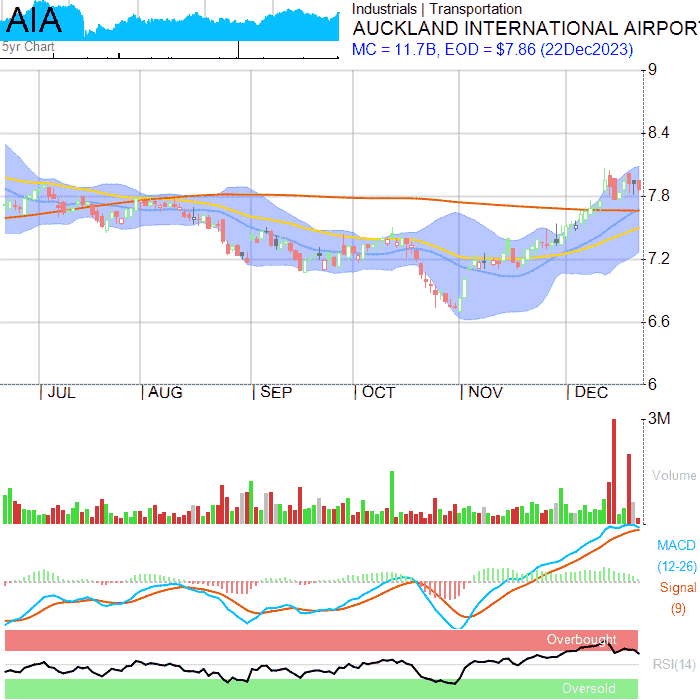 AIA
5yr Chart
Industrials | Transportation
AUCKLAND INTERNATIONAL AIRPORT
MC = 11.7B, EOD = $7.86 (22Dec2023)
9
8.4
7.8
7.2
6.6
6
| JUL | AUG | SEP | OCT | NOV | DEC
3M
Volume
MACD
(12-26)
Signal
(9)
Overbought
RSI(14)
Oversold